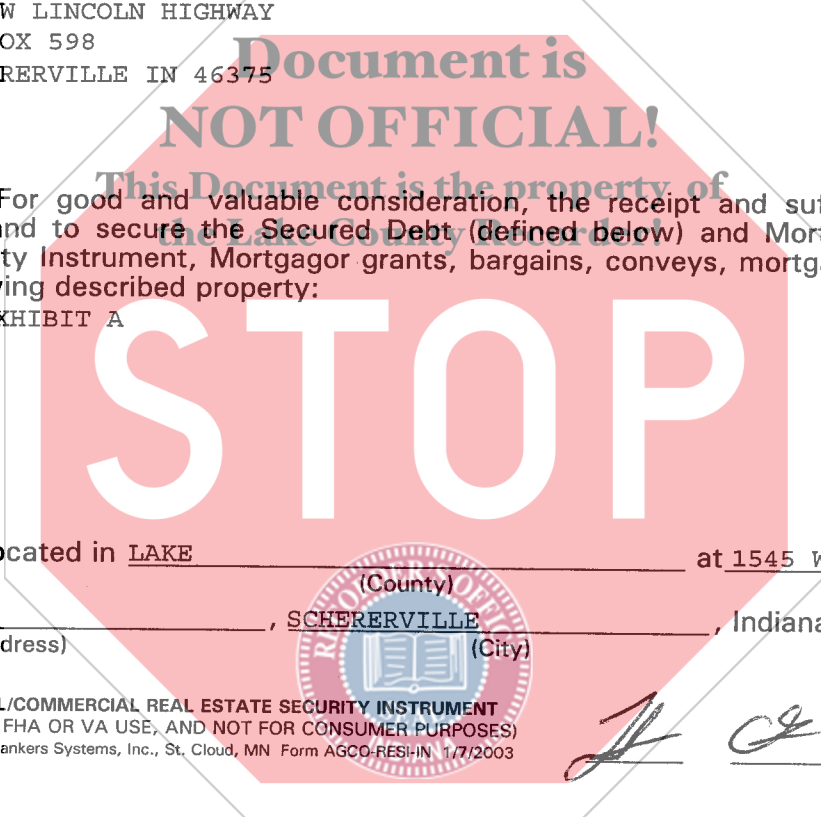 W LINCOLN HIGHWAY
OX 598
RERVILLE IN 46375
Document is
NOT OFFICIAL!
This Document is the property of
the Lake County Recorder!
For good and valuable consideration, the receipt and suf
nd to secure the Secured Debt (defined below) and Mort
ty Instrument, Mortgagor grants, bargains, conveys, mortga
ing described property:
XHIBIT A
STOP
ocated in LAKE at 1545 W
(County)
, SCHERERVILLE , Indiana
dress) (City)
RECORDER'S OFFICE
L/COMMERCIAL REAL ESTATE SECURITY INSTRUMENT
FHA OR VA USE, AND NOT FOR CONSUMER PURPOSES)
ankers Systems, Inc., St. Cloud, MN Form AGCO-RESI-IN 1/7/2003